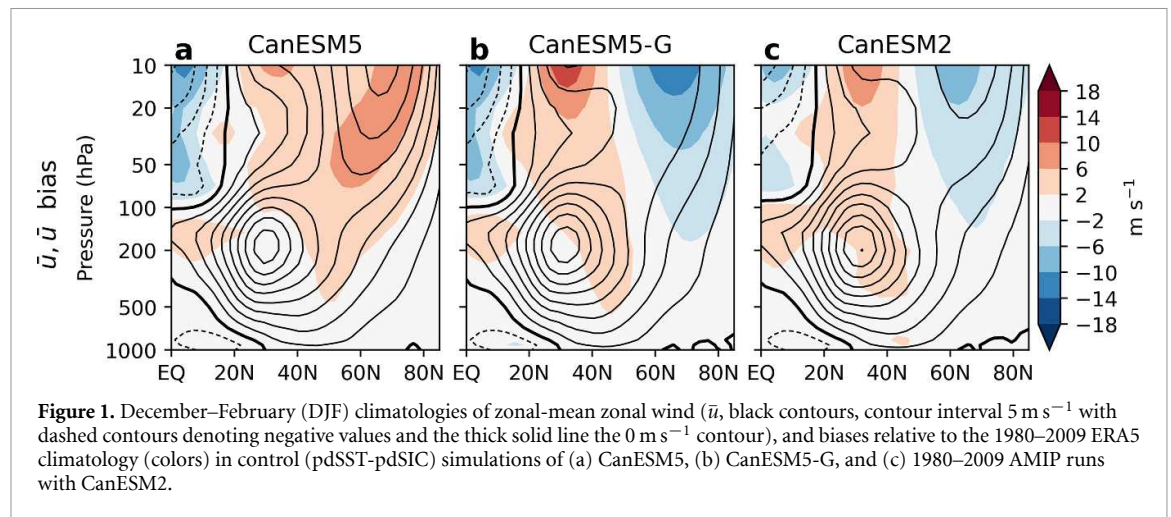 a CanESM5
b CanESM5-G
c CanESM2
ū, ū bias
Pressure (hPa)
10
20
50
100
200
500
1000
EQ 20N 40N 60N
EQ 20N 40N 60N
EQ 20N 40N 60N
18
14
10
6
2
−2
−6
−10
−14
−18
m s⁻¹
Figure 1. December–February (DJF) climatologies of zonal-mean zonal wind (ū, black contours, contour interval 5 m s⁻¹ with
dashed contours denoting negative values and the thick solid line the 0 m s⁻¹ contour), and biases relative to the 1980–2009 ERA5
climatology (colors) in control (pdSST-pdSIC) simulations of (a) CanESM5, (b) CanESM5-G, and (c) 1980–2009 AMIP runs
with CanESM2.